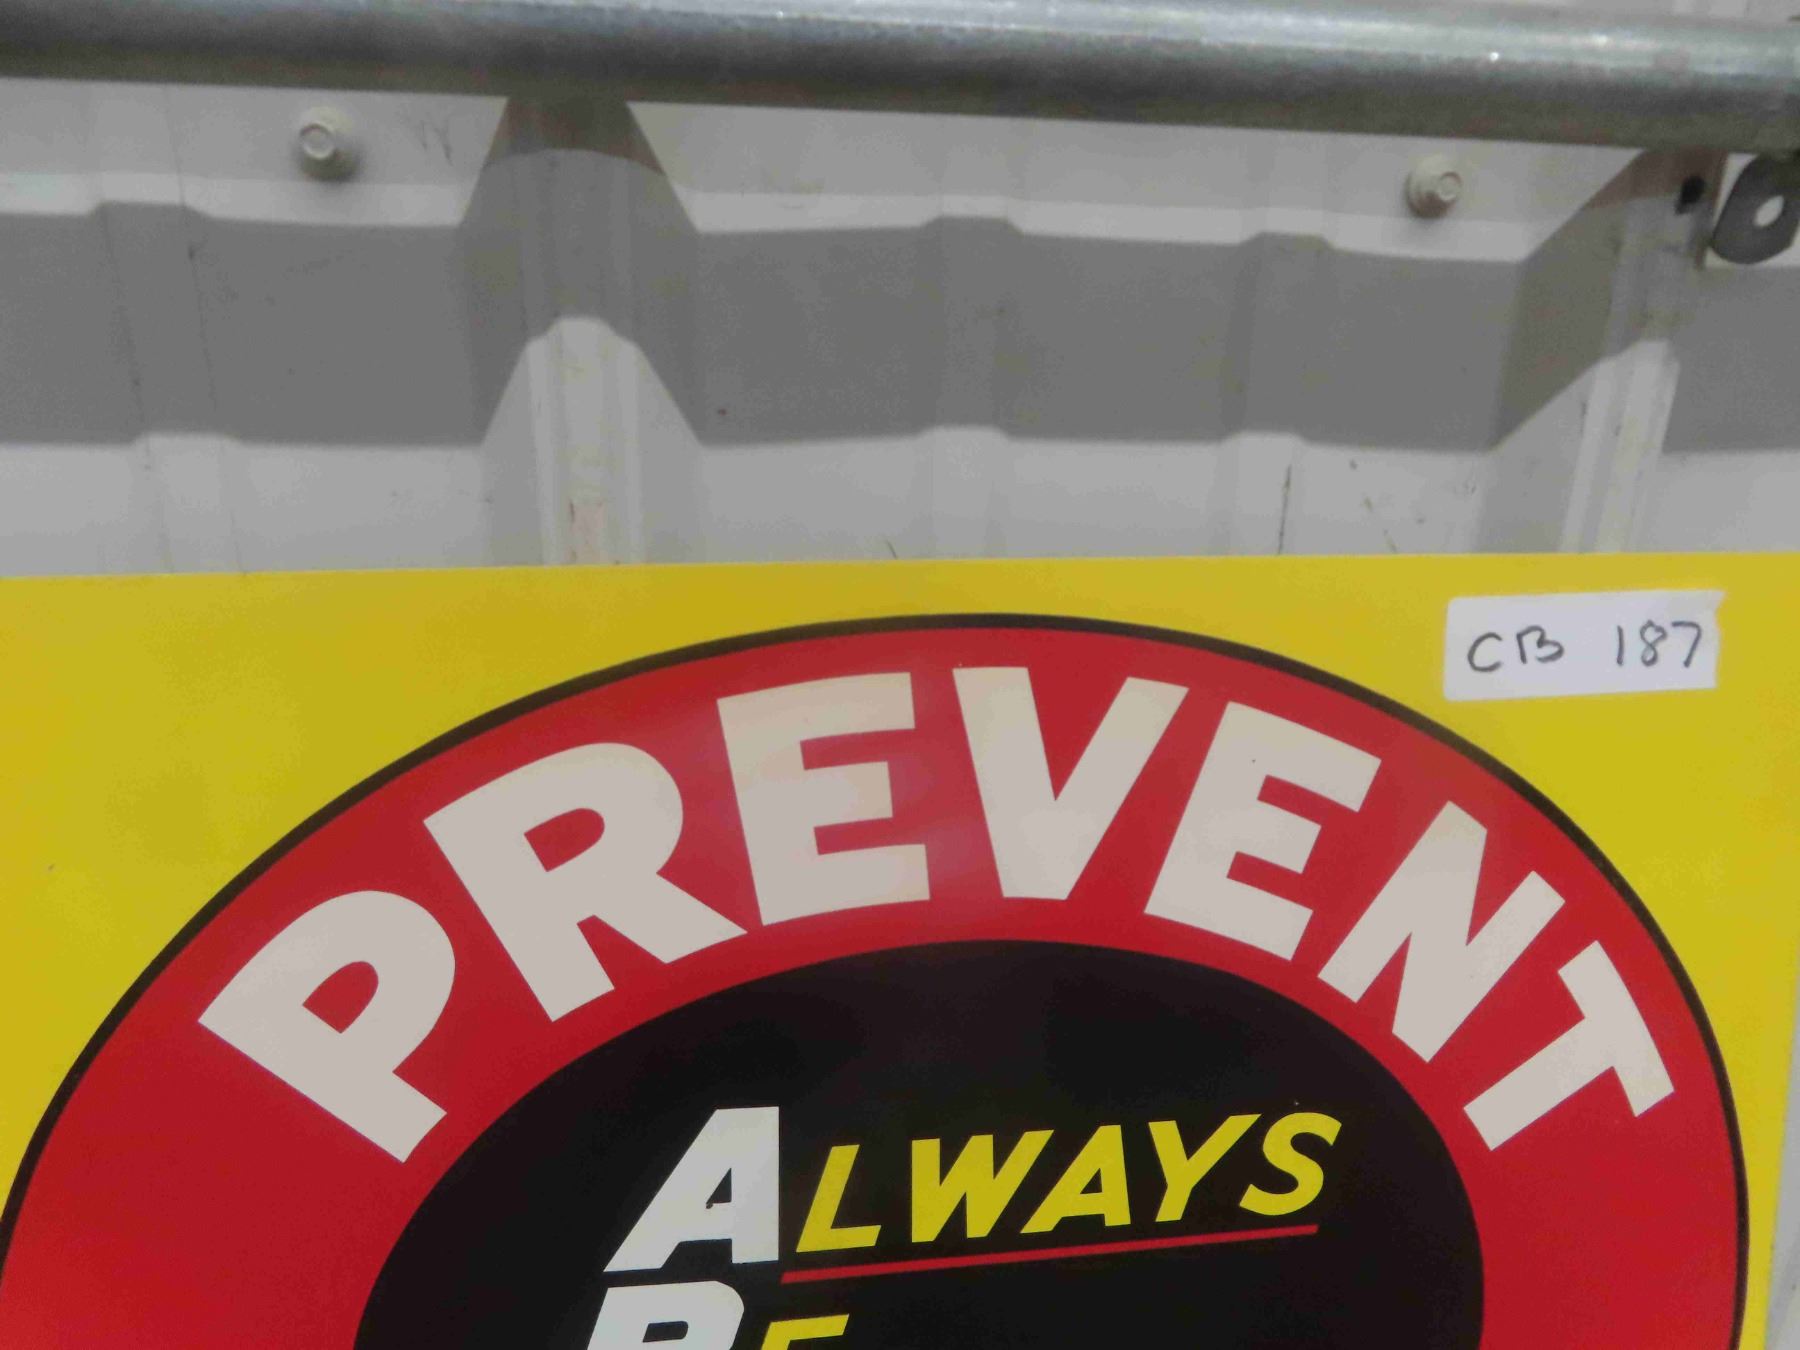 CB 187
PREVENT
ALWAYS